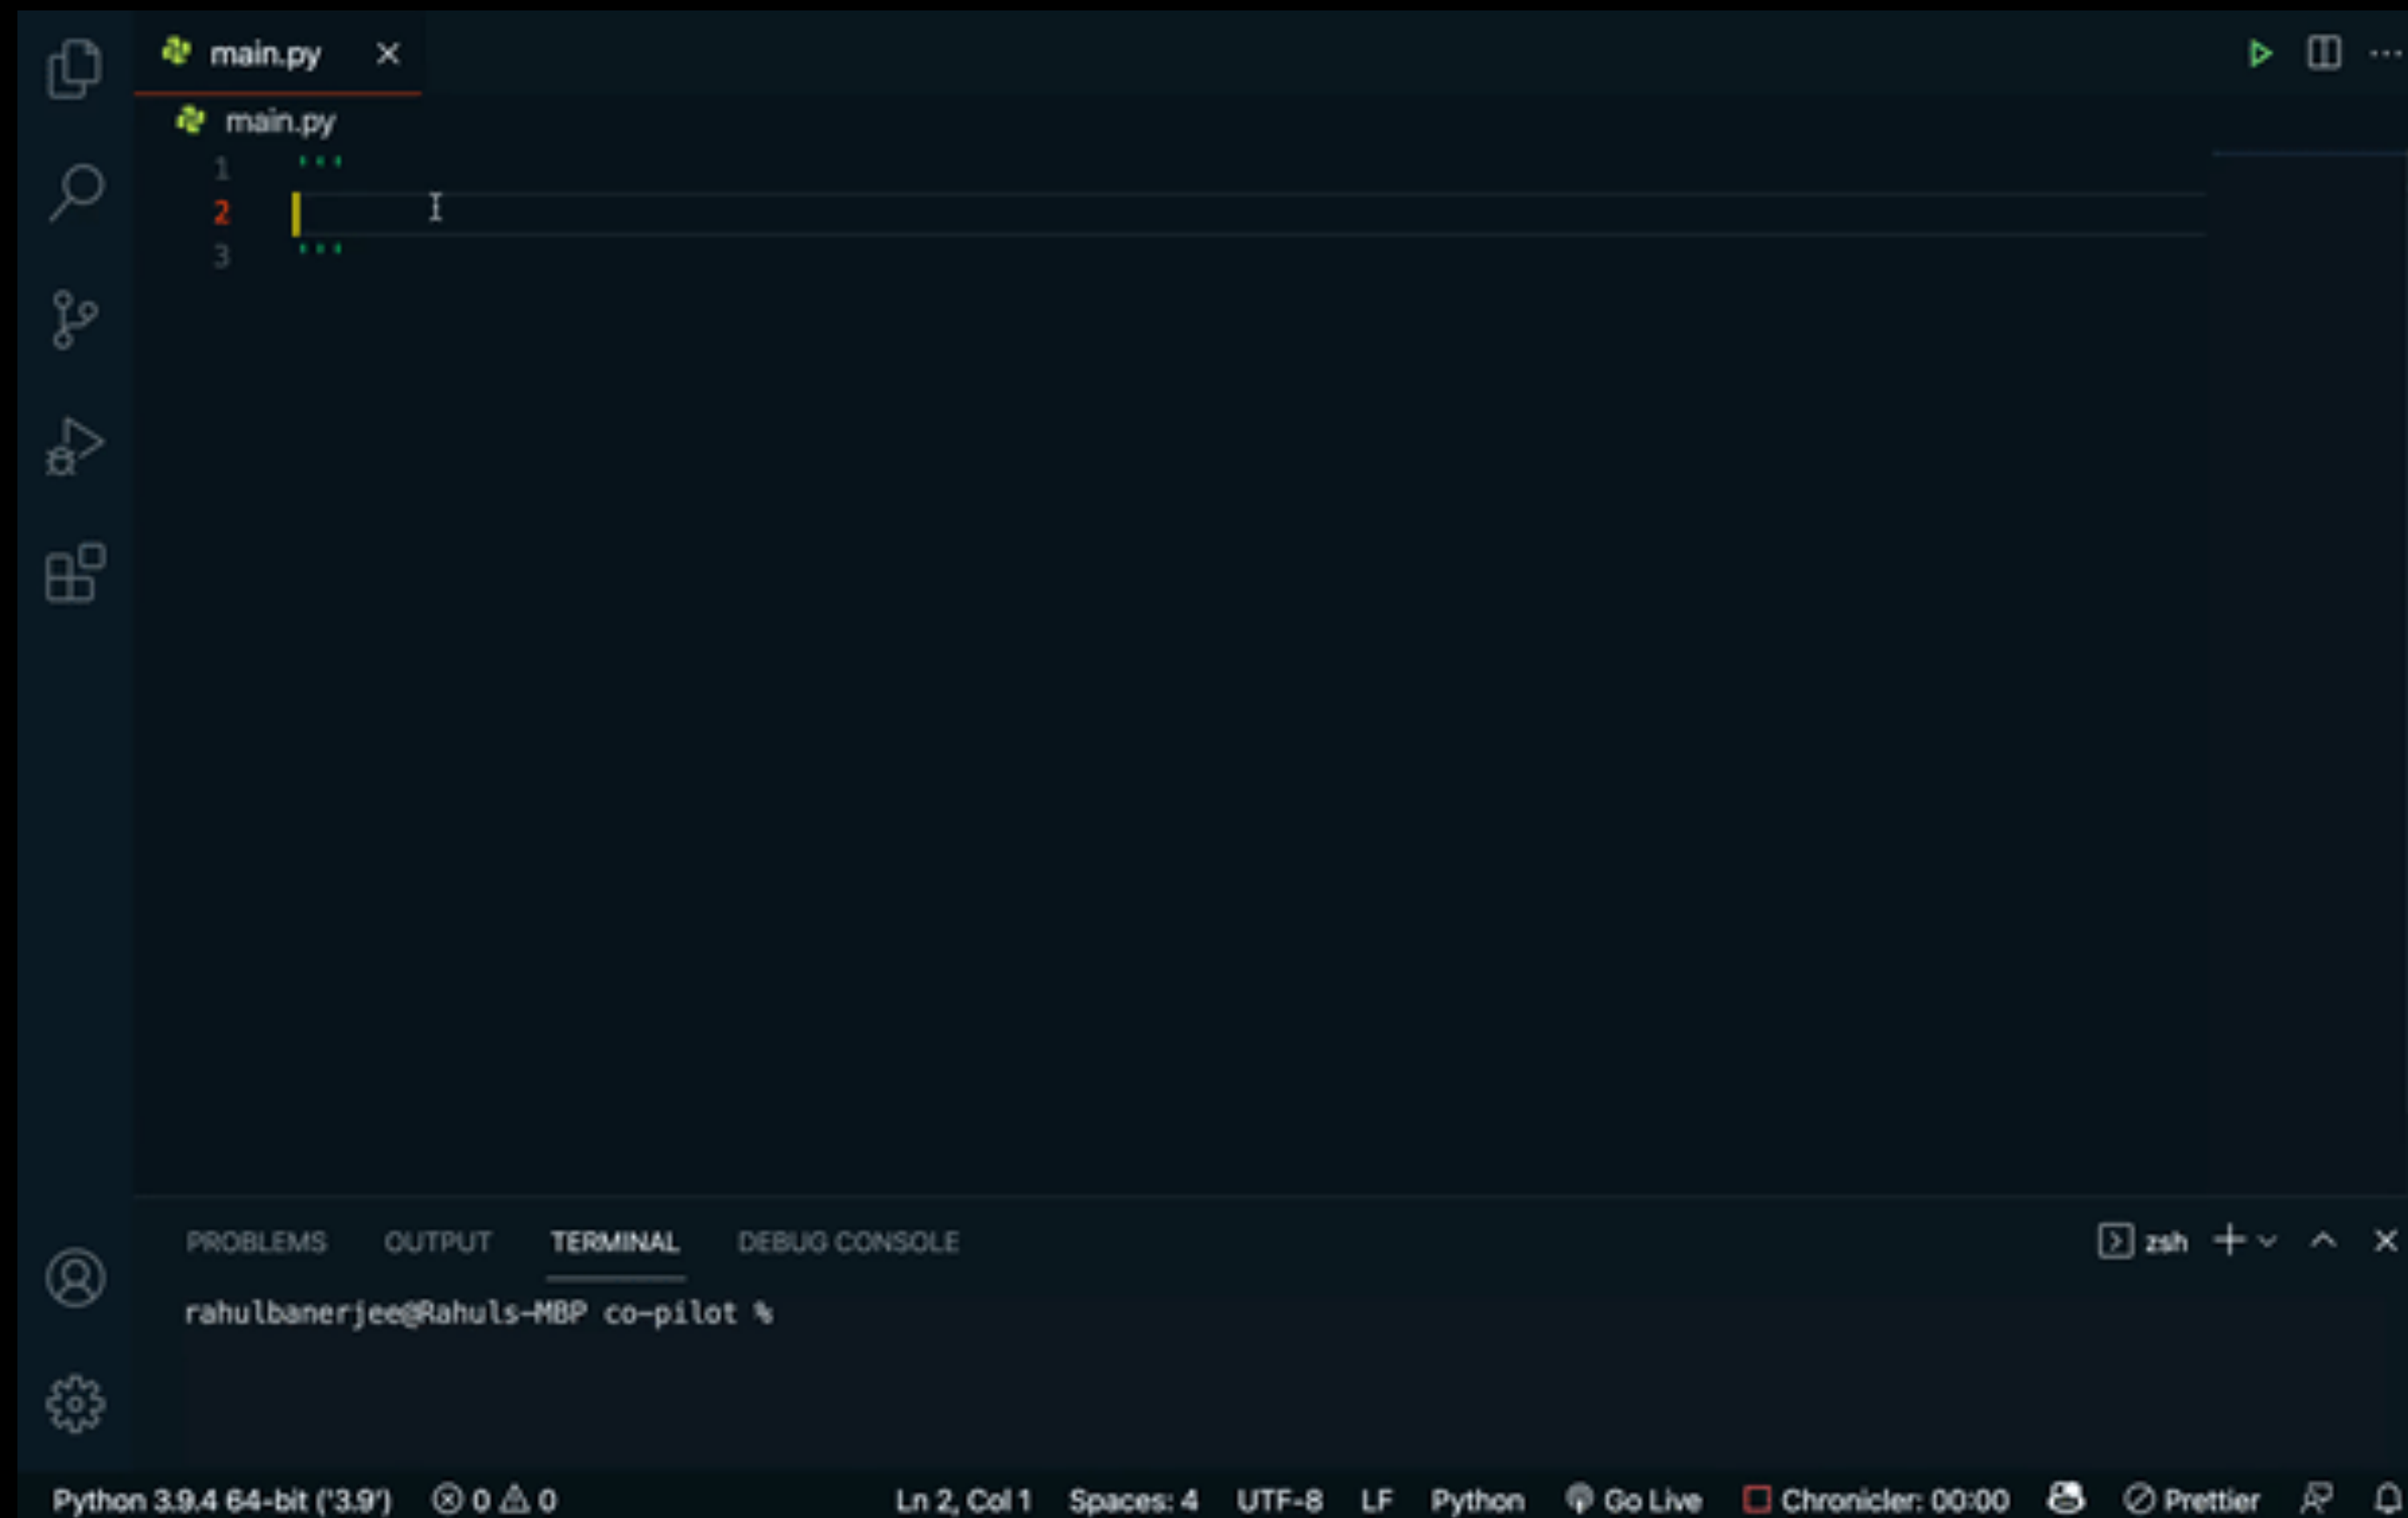 main.py
main.py
1 '''
2
3 '''
PROBLEMS OUTPUT TERMINAL DEBUG CONSOLE zsh
rahulbanerjee@Rahuls-MBP co-pilot %
Python 3.9.4 64-bit ('3.9') 0 0 Ln 2, Col 1 Spaces: 4 UTF-8 LF Python Go Live Chronicler: 00:00 Prettier